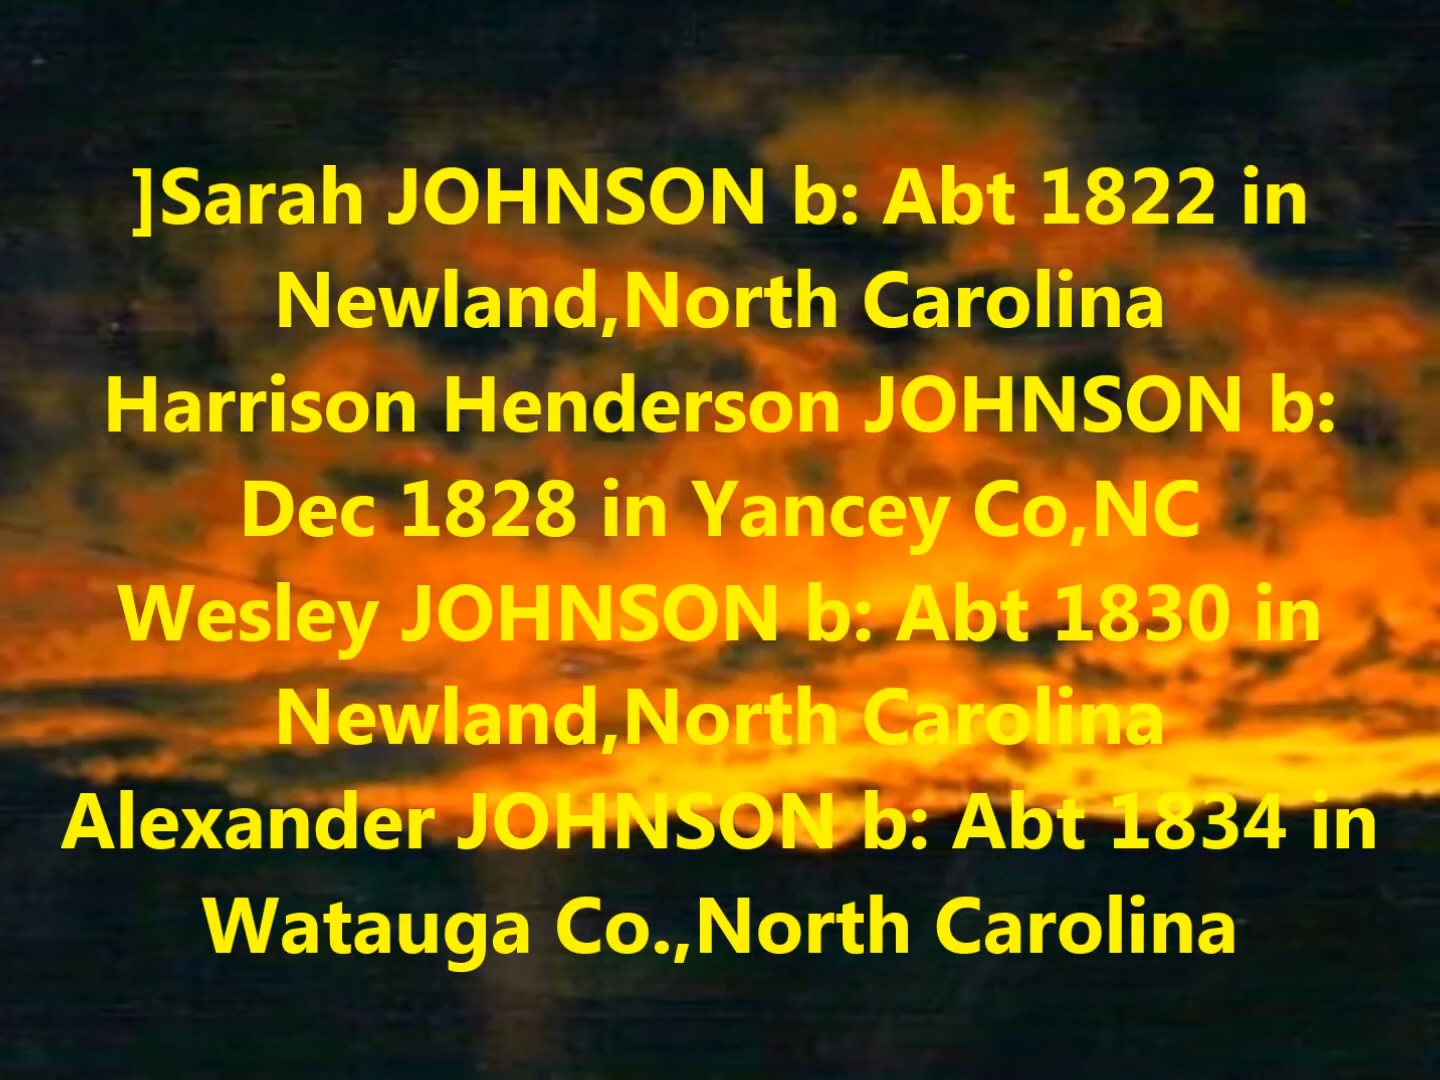 ]Sarah JOHNSON b: Abt 1822 in
Newland,North Carolina
Harrison Henderson JOHNSON b:
Dec 1828 in Yancey Co,NC
Wesley JOHNSON b: Abt 1830 in
Newland,North Carolina
Alexander JOHNSON b: Abt 1834 in
Watauga Co.,North Carolina